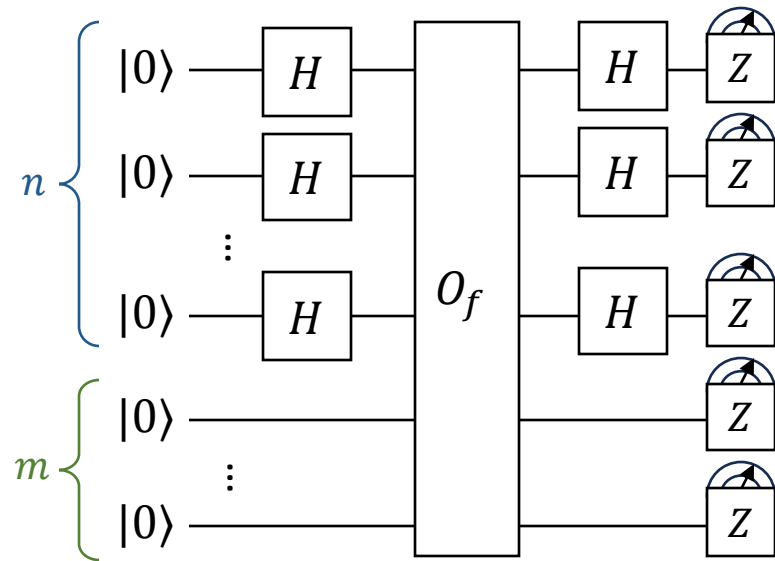 |0⟩ H H Z
|0⟩ H H Z
n
⋮
|0⟩ H O_f H Z
|0⟩ Z
m
⋮
|0⟩ Z